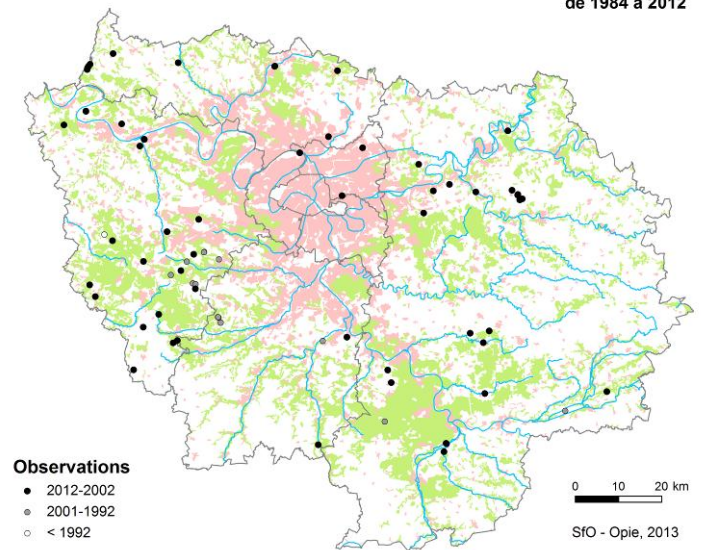 de 1984 à 2012
Observations
2012-2002
2001-1992
< 1992
0 10 20 km
SfO - Opie, 2013